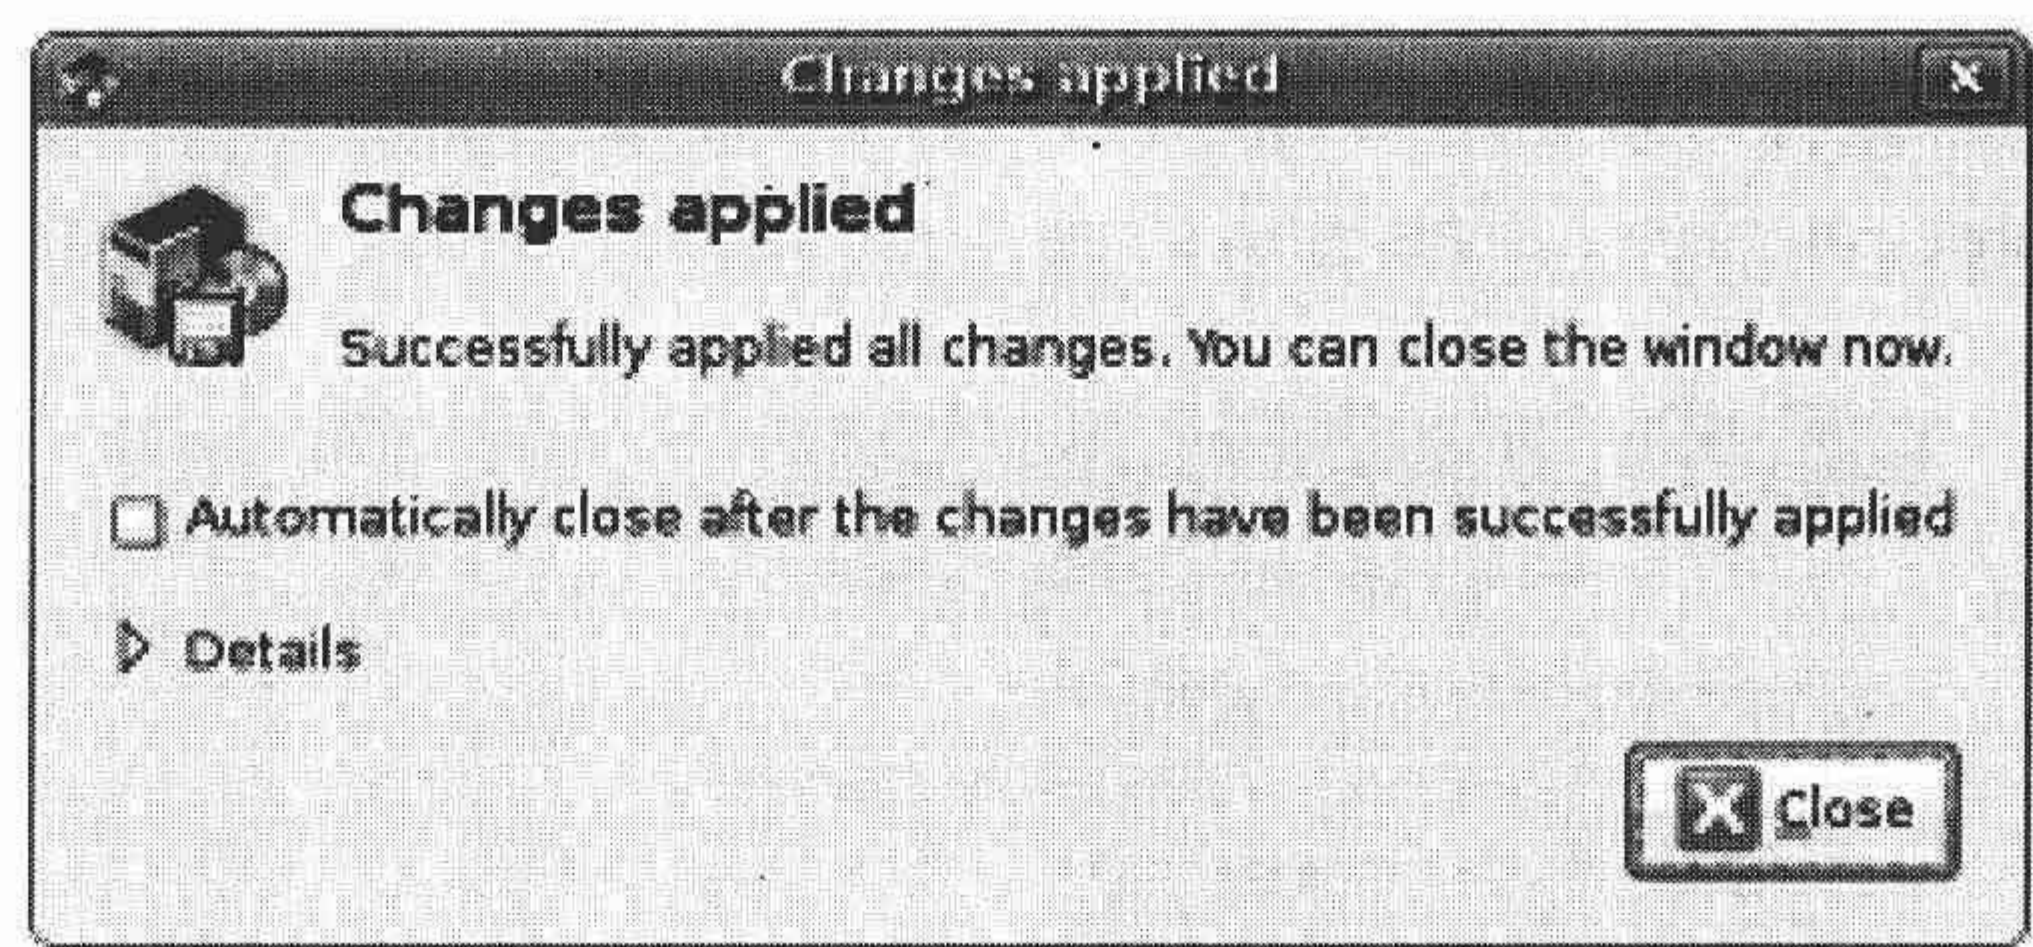 Changes applied
Changes applied
Successfully applied all changes. You can close the window now.
Automatically close after the changes have been successfully applied
Details
Close